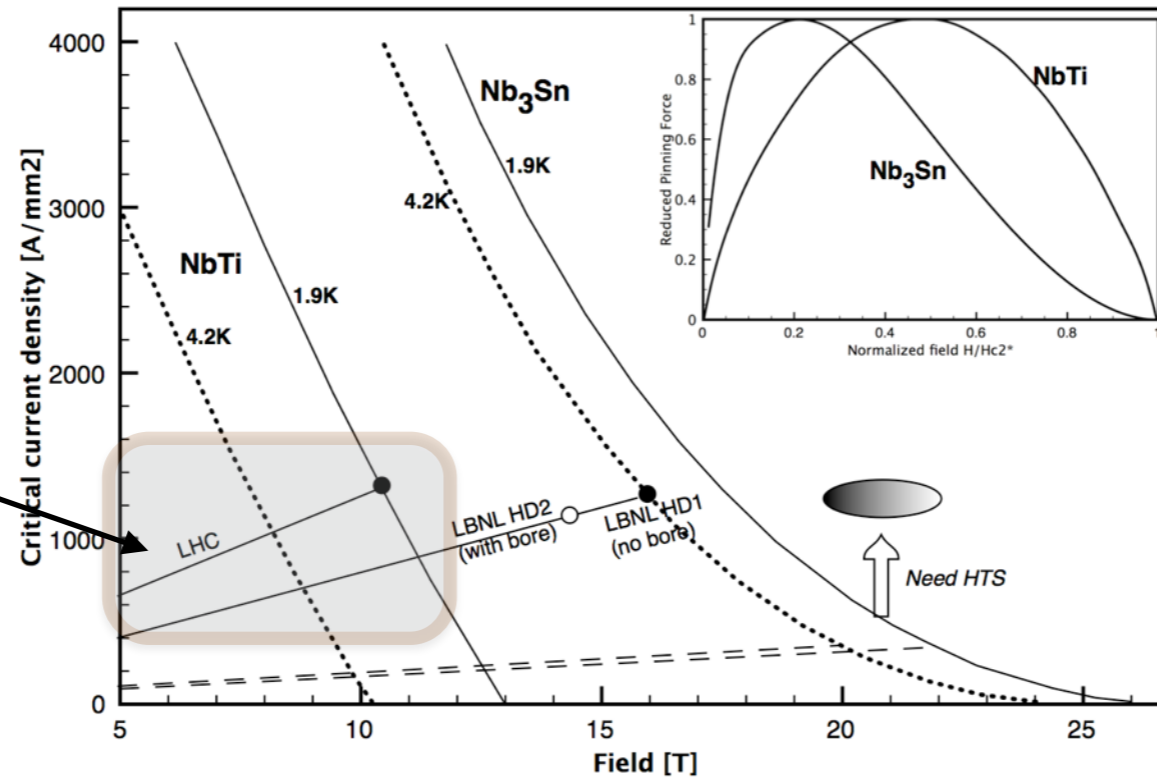 Critical current density [A/mm2]
4000
3000
2000
1000
0
5
10
15
20
25
Field [T]
NbTi
4.2K
1.9K
Nb3Sn
4.2K
1.9K
LHC
LBNL HD2
(with bore)
LBNL HD1
(no bore)
Need HTS
Reduced Pinning Force
1
0.8
0.6
0.4
0.2
0
0
0.2
0.4
0.6
0.8
1
Normalized field H/Hc2*
NbTi
Nb3Sn